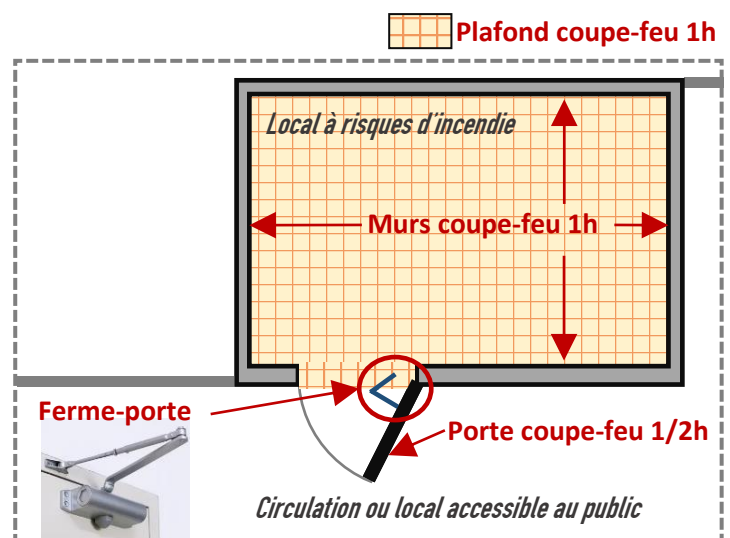 Plafond coupe-feu 1h
Local à risques d'incendie
Murs coupe-feu 1h
Ferme-porte
Porte coupe-feu 1/2h
Circulation ou local accessible au public